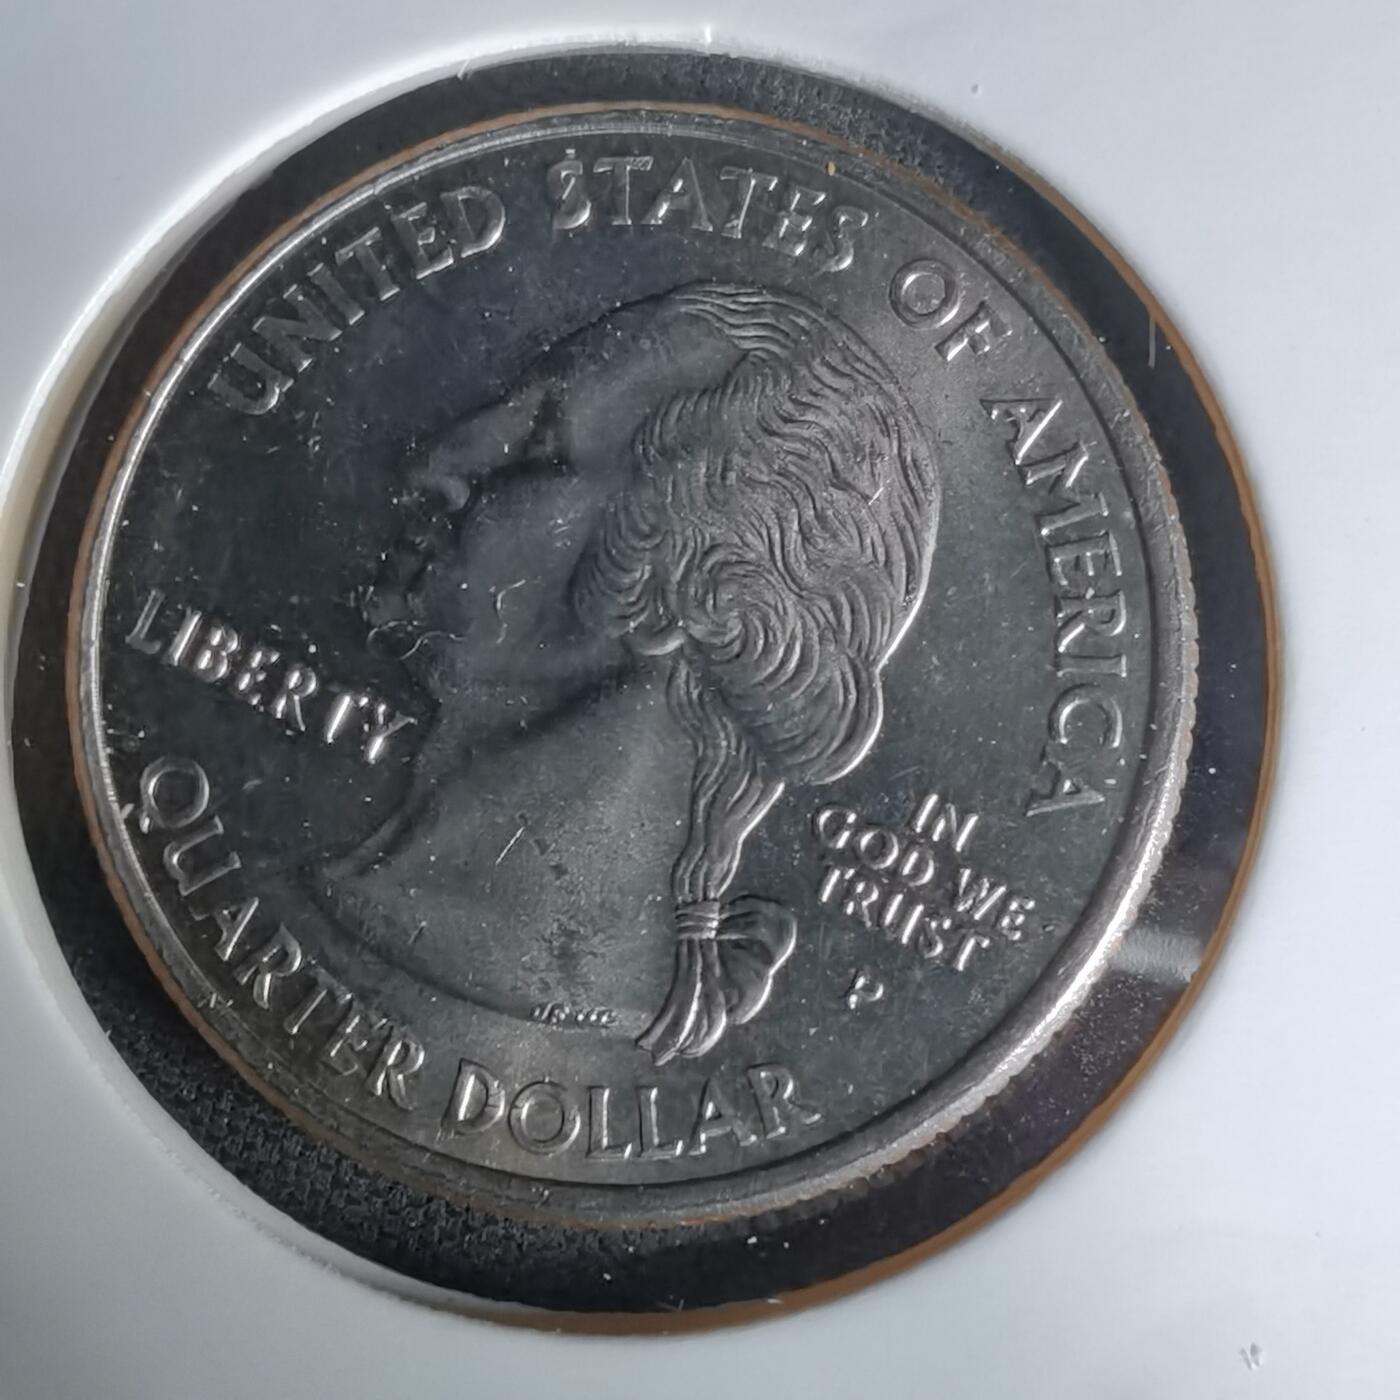 UNITED STATES OF AMERICA
LIBERTY
IN
GOD WE
TRUST
P
QUARTER DOLLAR